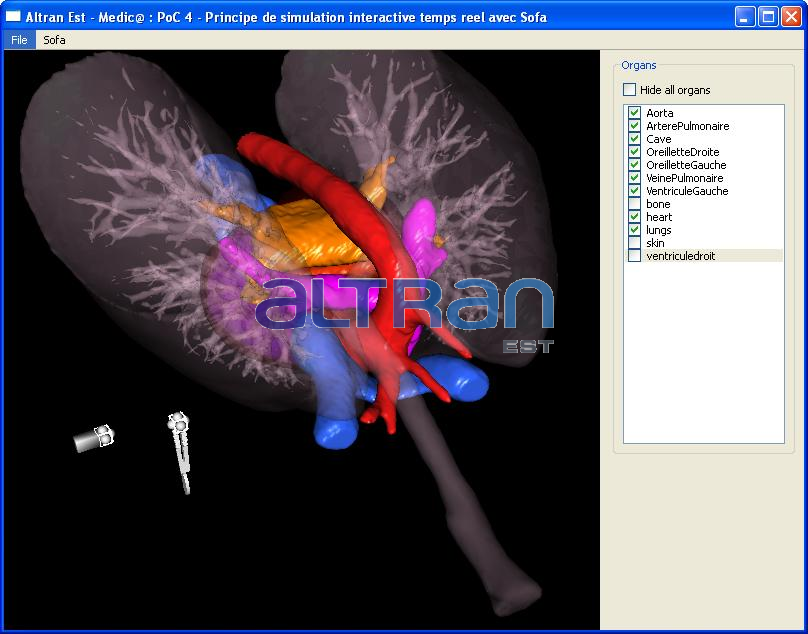 Altran Est - Medic@ : PoC 4 - Principe de simulation interactive temps reel avec Sofa
File Sofa
Organs
Hide all organs
Aorta
ArterePulmonaire
Cave
OreilletteDroite
OreilletteGauche
VeinePulmonaire
VentriculeGauche
bone
heart
lungs
skin
ventriculedroit
ALTRAN
EST